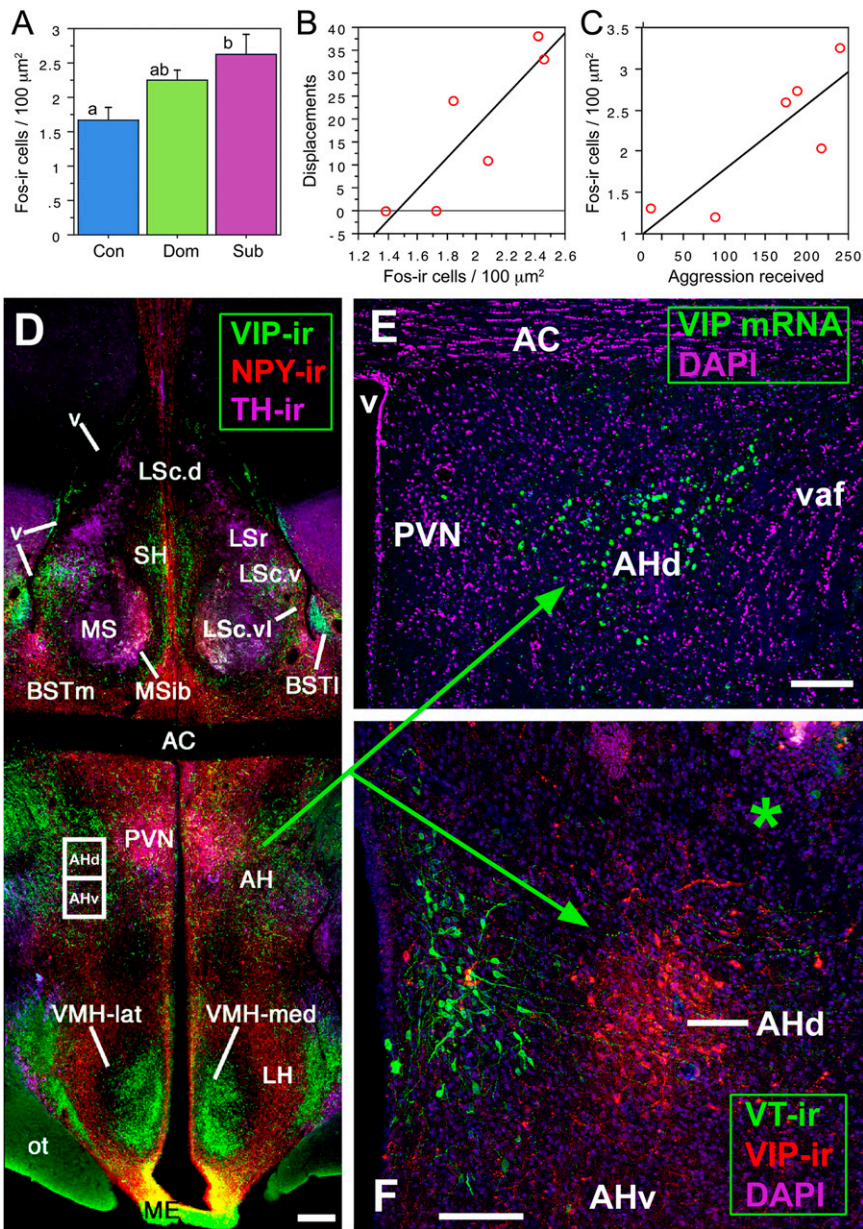 A
Fos-ir cells / 100 μm²
3
2.5
2
1.5
1
.5
0
a
ab
b
Con
Dom
Sub
B
Displacements
40
35
30
25
20
15
10
5
0
-5
1.2
1.4
1.6
1.8
2
2.2
2.4
2.6
Fos-ir cells / 100 μm²
C
Fos-ir cells / 100 μm²
3.5
3
2.5
2
1.5
1
0
50
100
150
200
250
Aggression received
D
VIP-ir
NPY-ir
TH-ir
v
LSc.d
v
SH
LSr
LSc.v
MS
LSc.vl
BSTm
MSib
BSTl
AC
PVN
AHd
AHv
AH
VMH-lat
VMH-med
LH
ot
ME
E
VIP mRNA
DAPI
AC
v
PVN
AHd
vaf
*
AHd
VT-ir
VIP-ir
DAPI
F
AHv